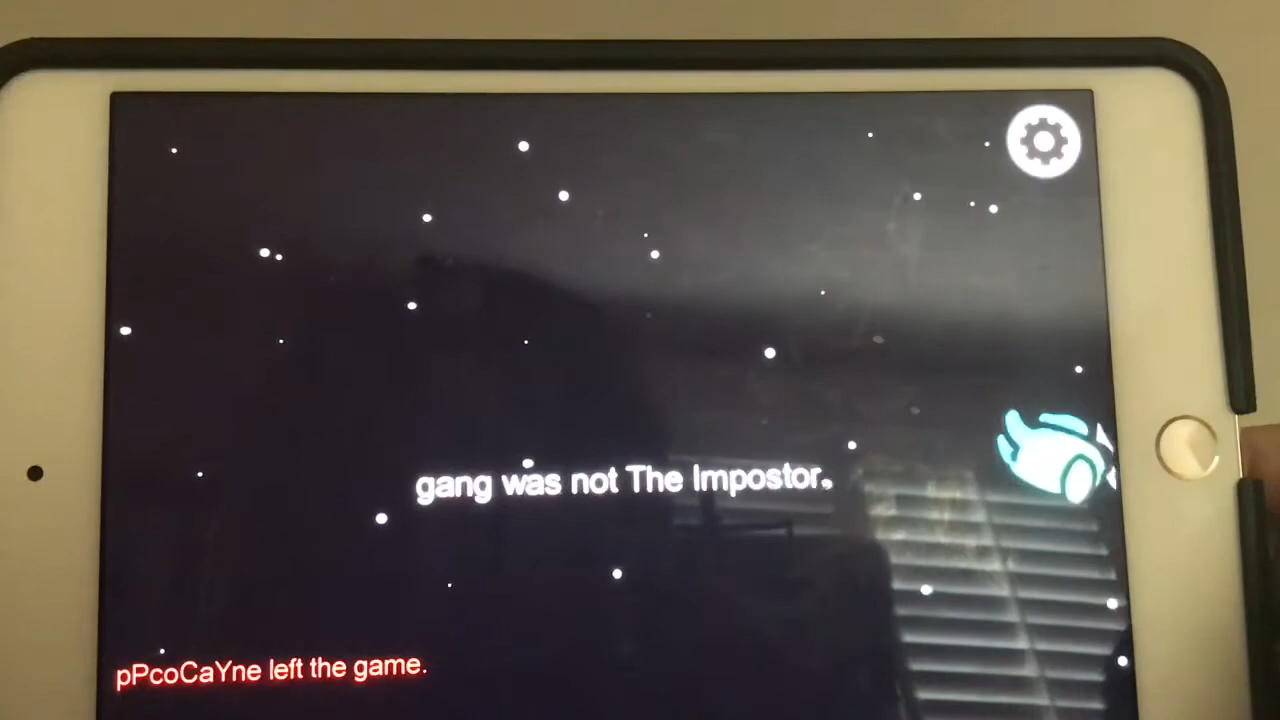 gang was not The Impostor.
pPcoCaYne left the game.